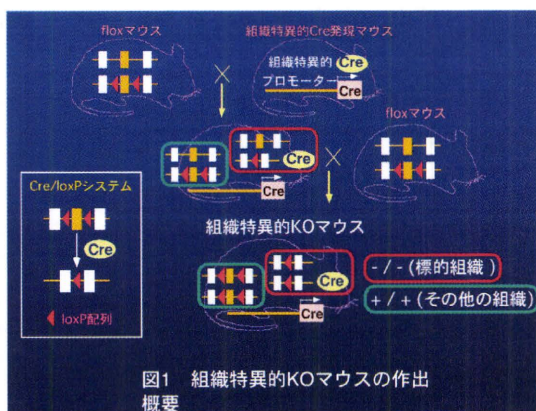 floxマウス
組織特異的Cre発現マウス
組織特異的 Cre
プロモーター Cre
floxマウス
Cre
Cre
Cre/loxPシステム
Cre
loxP配列
組織特異的KOマウス
Cre
Cre
- / - (標的組織)
+ / + (その他の組織)
図1 組織特異的KOマウスの作出
概要